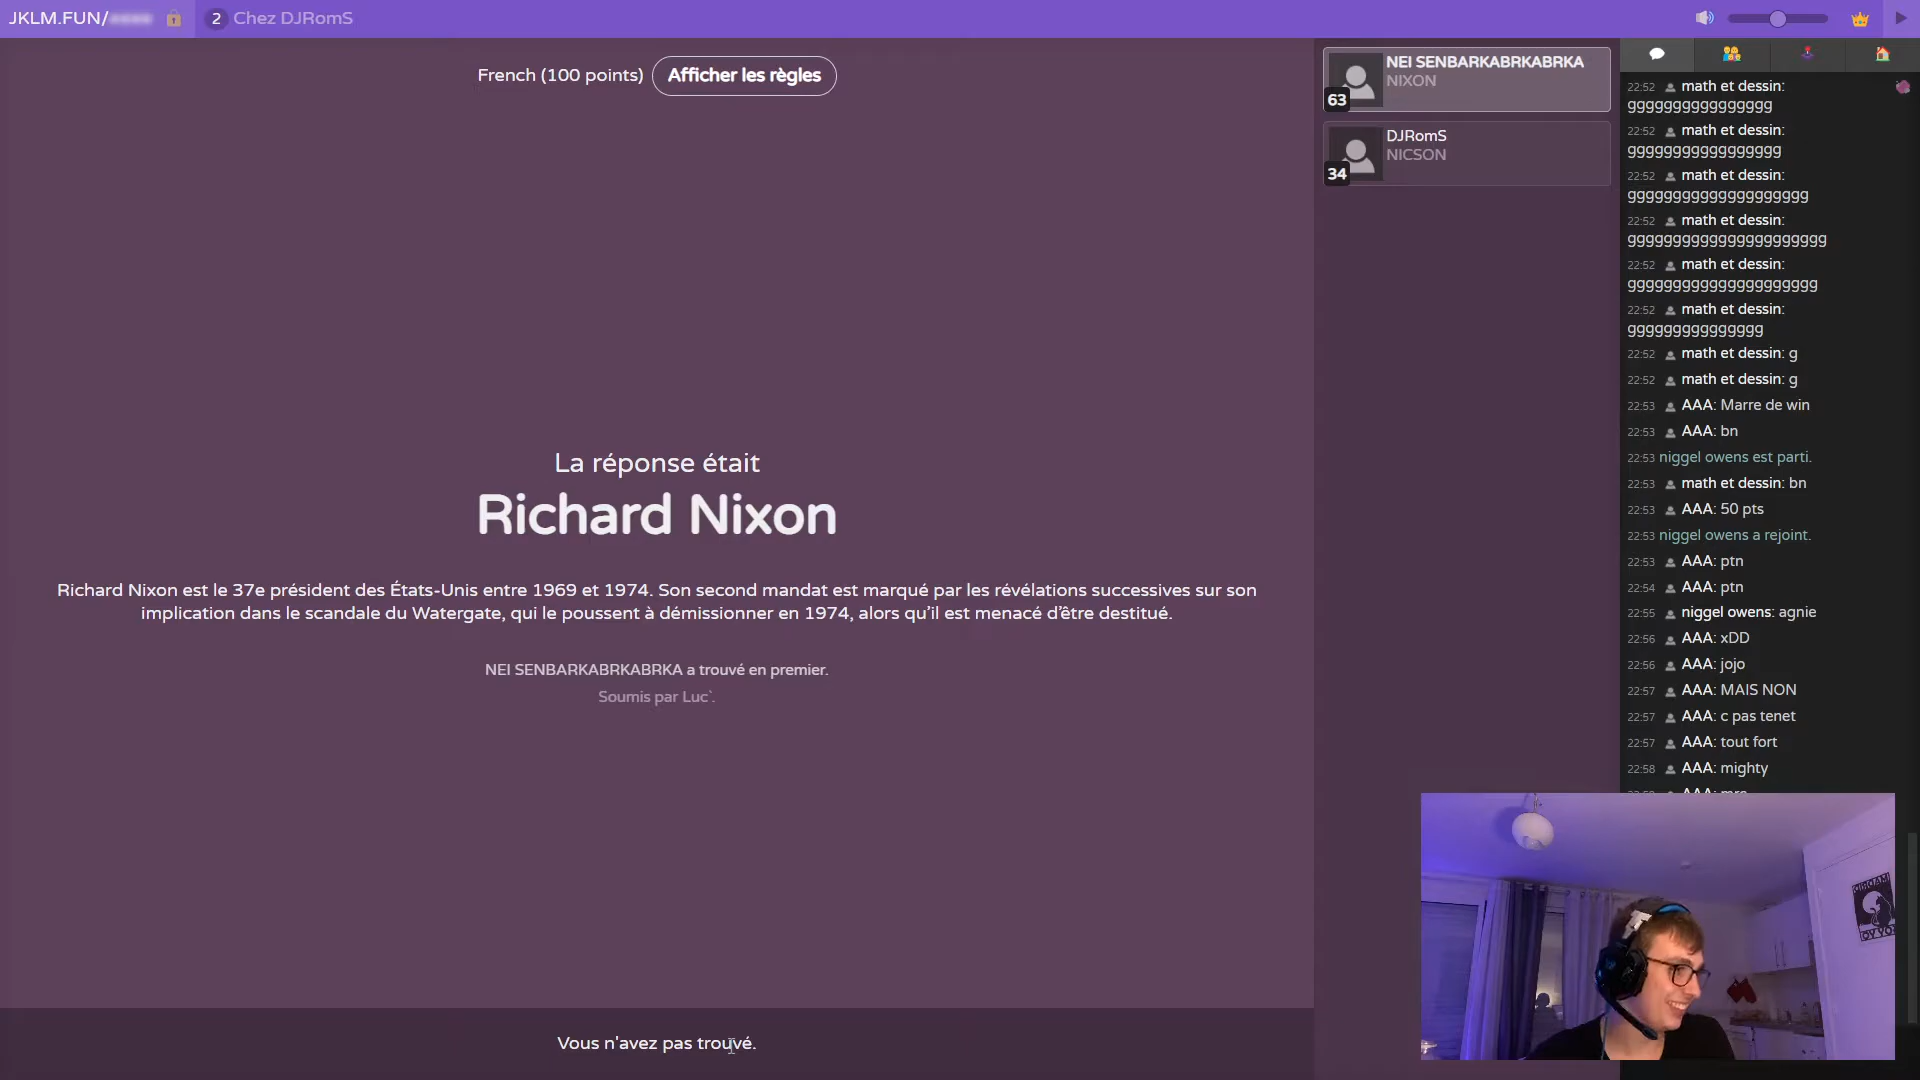 JKLM.FUN/
2 Chez DJRomS
French (100 points) Afficher les règles
La réponse était
Richard Nixon
Richard Nixon est le 37e président des États-Unis entre 1969 et 1974. Son second mandat est marqué par les révélations successives sur son
implication dans le scandale du Watergate, qui le poussent à démissionner en 1974, alors qu’il est menacé d’être destitué.
NEI SENBARKABRKABRKA a trouvé en premier.
Soumis par Luc`.
Vous n'avez pas trouvé.
NEI SENBARKABRKABRKA
NIXON
63
DJRomS
NICSON
34
22:52 math et dessin:
gggggggggggggggg
22:52 math et dessin:
ggggggggggggggggg
22:52 math et dessin:
gggggggggggggggggggg
22:52 math et dessin:
gggggggggggggggggggggg
22:52 math et dessin:
ggggggggggggggggggggg
22:52 math et dessin:
ggggggggggggggg
22:52 math et dessin: g
22:52 math et dessin: g
22:53 AAA: Marre de win
22:53 AAA: bn
22:53 niggel owens est parti.
22:53 math et dessin: bn
22:53 AAA: 50 pts
22:53 niggel owens a rejoint.
22:53 AAA: ptn
22:54 AAA: ptn
22:55 niggel owens: agnie
22:56 AAA: xDD
22:56 AAA: jojo
22:57 AAA: MAIS NON
22:57 AAA: c pas tenet
22:57 AAA: tout fort
22:58 AAA: mighty